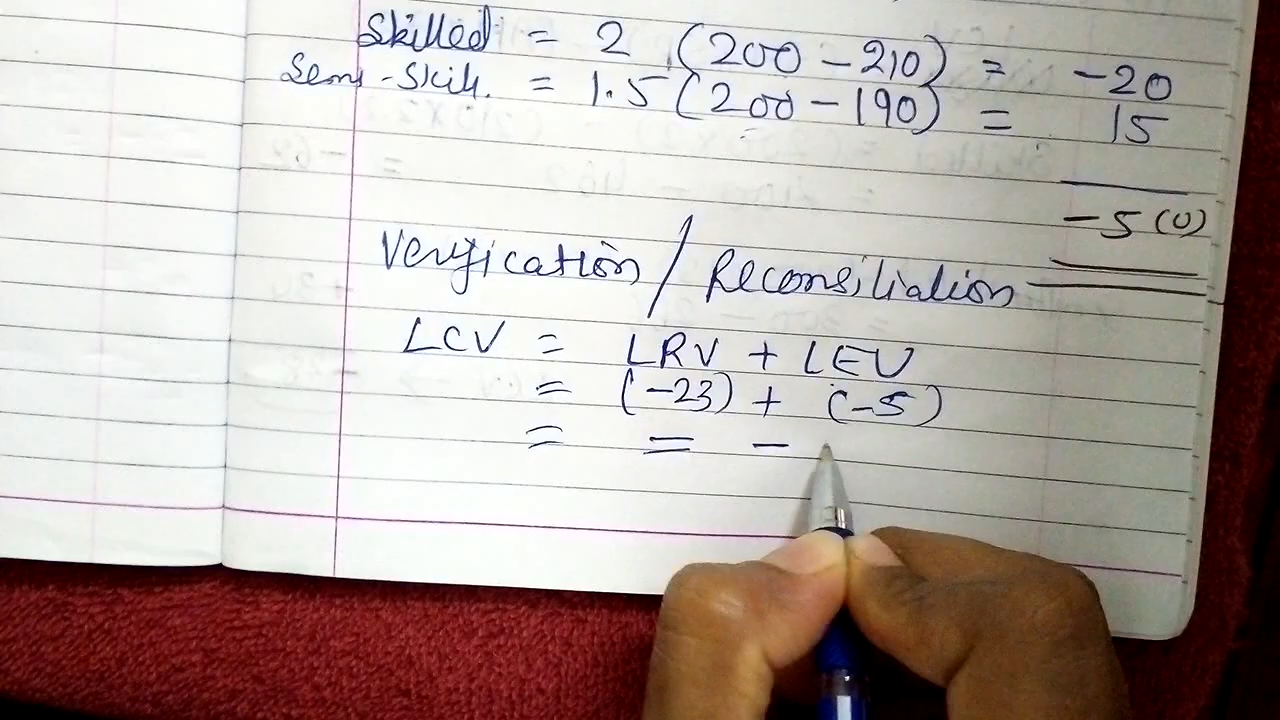 Skilled = 2 (200 - 210) = -20
Semi-Skil. = 1.5 (200 - 190) = 15
-5 (U)
Verification / Reconsiliation
LCV = LRV + LEV
= (-23) + (-5)
= = -